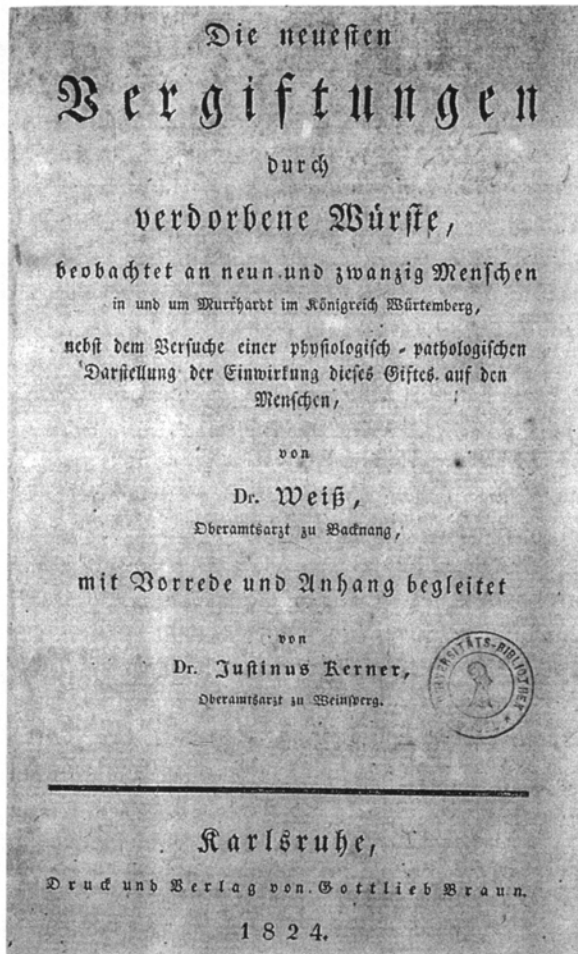 Die neuesten
Vergiftungen
durch
verdorbene Würste,
beobachtet an neun und zwanzig Menschen
in und um Murrhardt im Königreich Würtemberg,
nebst dem Versuche einer physiologisch - pathologischen
Darstellung der Einwirkung dieses Giftes auf den
Menschen,
von
Dr. Weiß,
Oberamtsarzt zu Backnang,
mit Vorrede und Anhang begleitet
von
Dr. Justinus Kerner,
Oberamtsarzt zu Weinsberg.
UNIVERSITÄTS-BIBLIOTHEK
Karlsruhe,
Druck und Verlag von Gottlieb Braun.
1824.